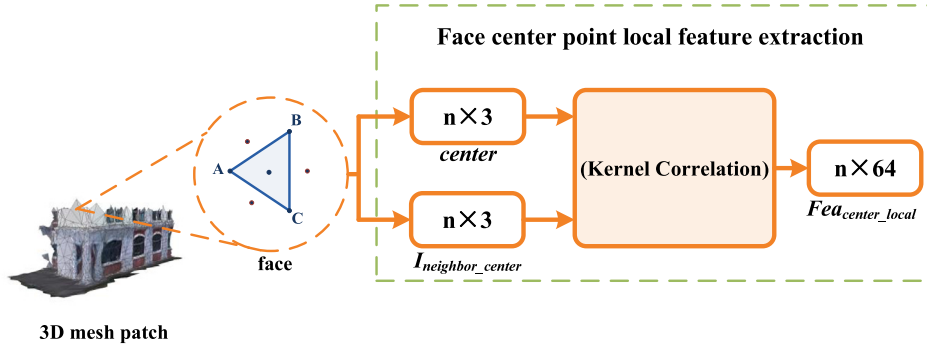 Face center point local feature extraction
B
A
C
face
3D mesh patch
n×3
center
n×3
I_neighbor_center
(Kernel Correlation)
n×64
Fea_center_local